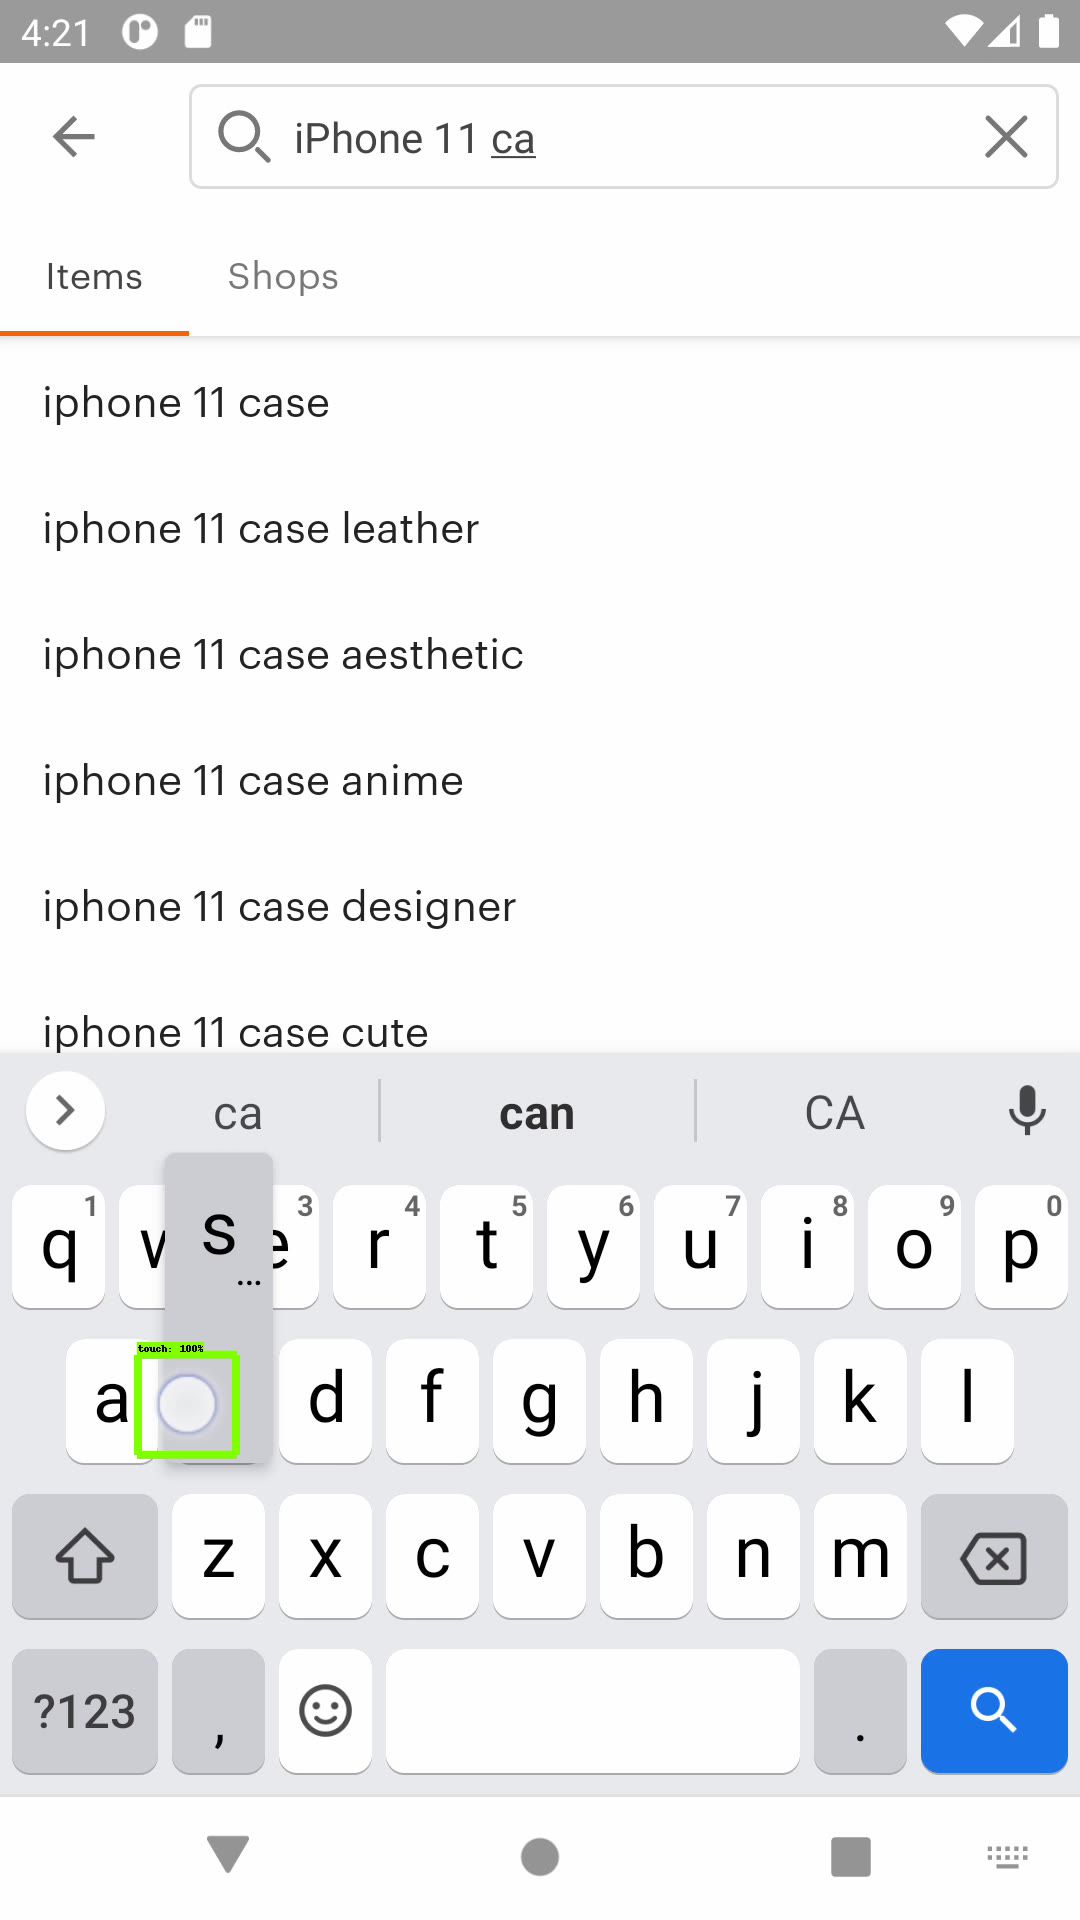 4:21
iPhone 11 ca
Items Shops
iphone 11 case
iphone 11 case leather
iphone 11 case aesthetic
iphone 11 case anime
iphone 11 case designer
iphone 11 case cute
ca can CA
1 3 4 5 6 7 8 9 0
q w s e r t y u i o p
...
touch: 100%
a d f g h j k l
z x c v b n m
?123 , .